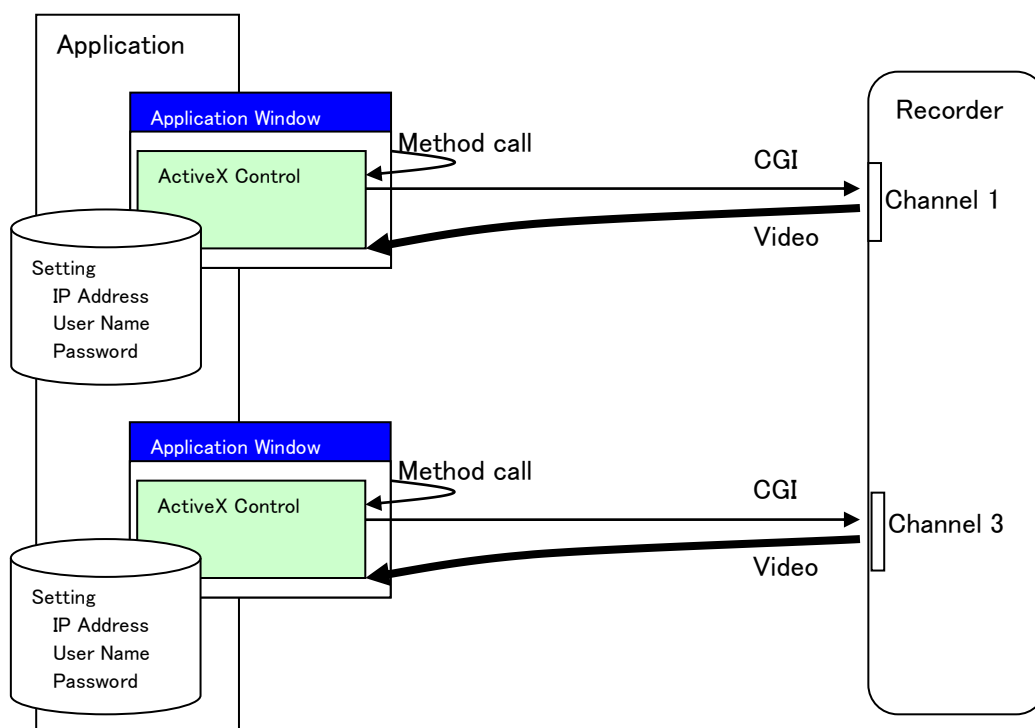 Application
Recorder
Application Window
Method call
ActiveX Control
CGI
Channel 1
Video
Setting
IP Address
User Name
Password
Application Window
Method call
ActiveX Control
CGI
Channel 3
Video
Setting
IP Address
User Name
Password